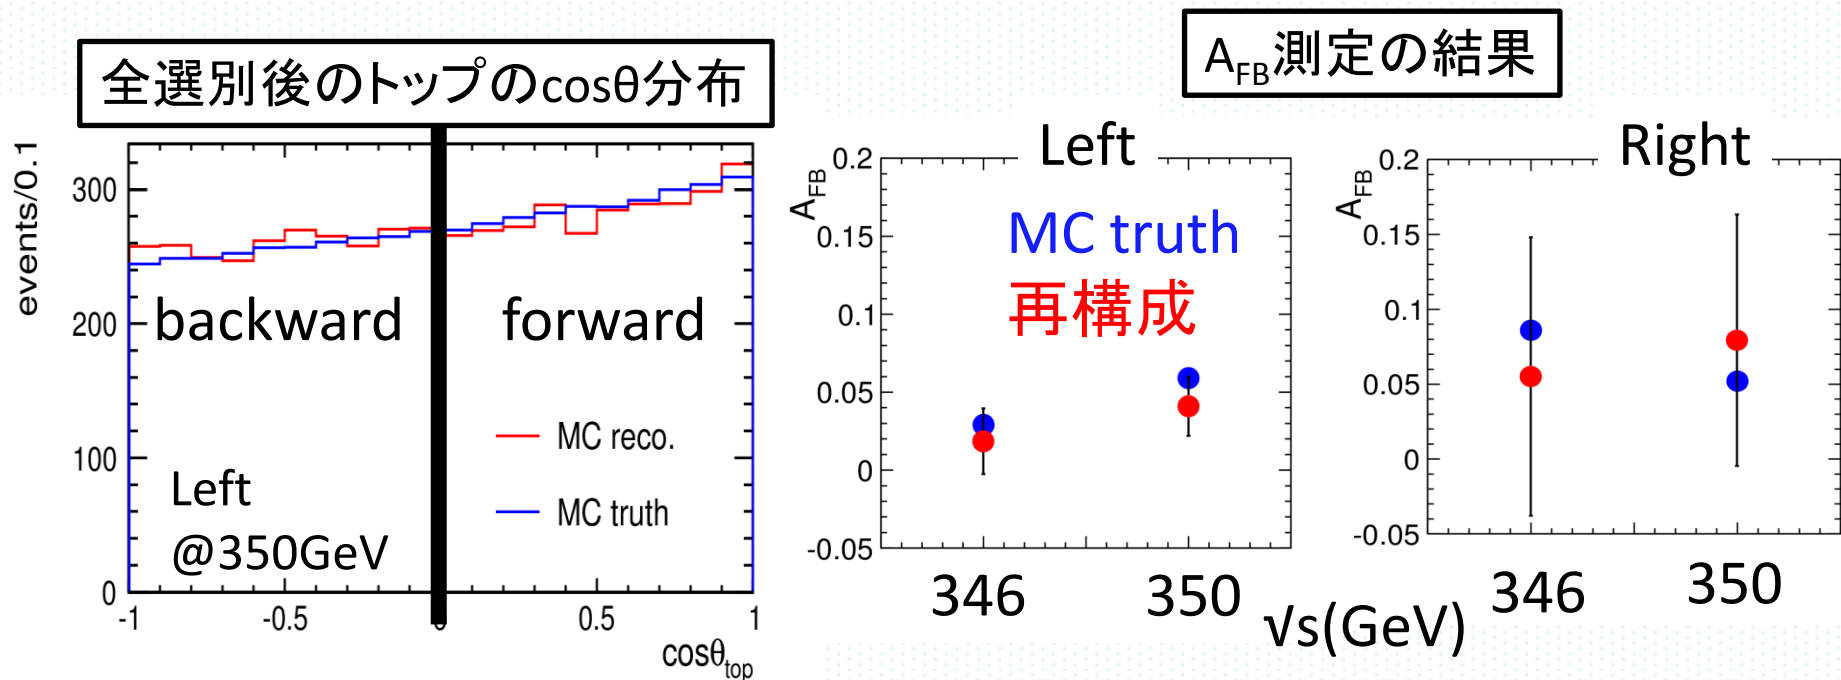 全選別後のトップのcosθ分布
events/0.1
300
200
100
0
backward
forward
MC reco.
MC truth
Left
@350GeV
-1
-0.5
0
0.5
1
cosθtop
AFB測定の結果
Left
AFB
0.2
0.15
0.1
0.05
0
-0.05
MC truth
再構成
346
350
Right
AFB
0.2
0.15
0.1
0.05
0
-0.05
346
350
√s(GeV)